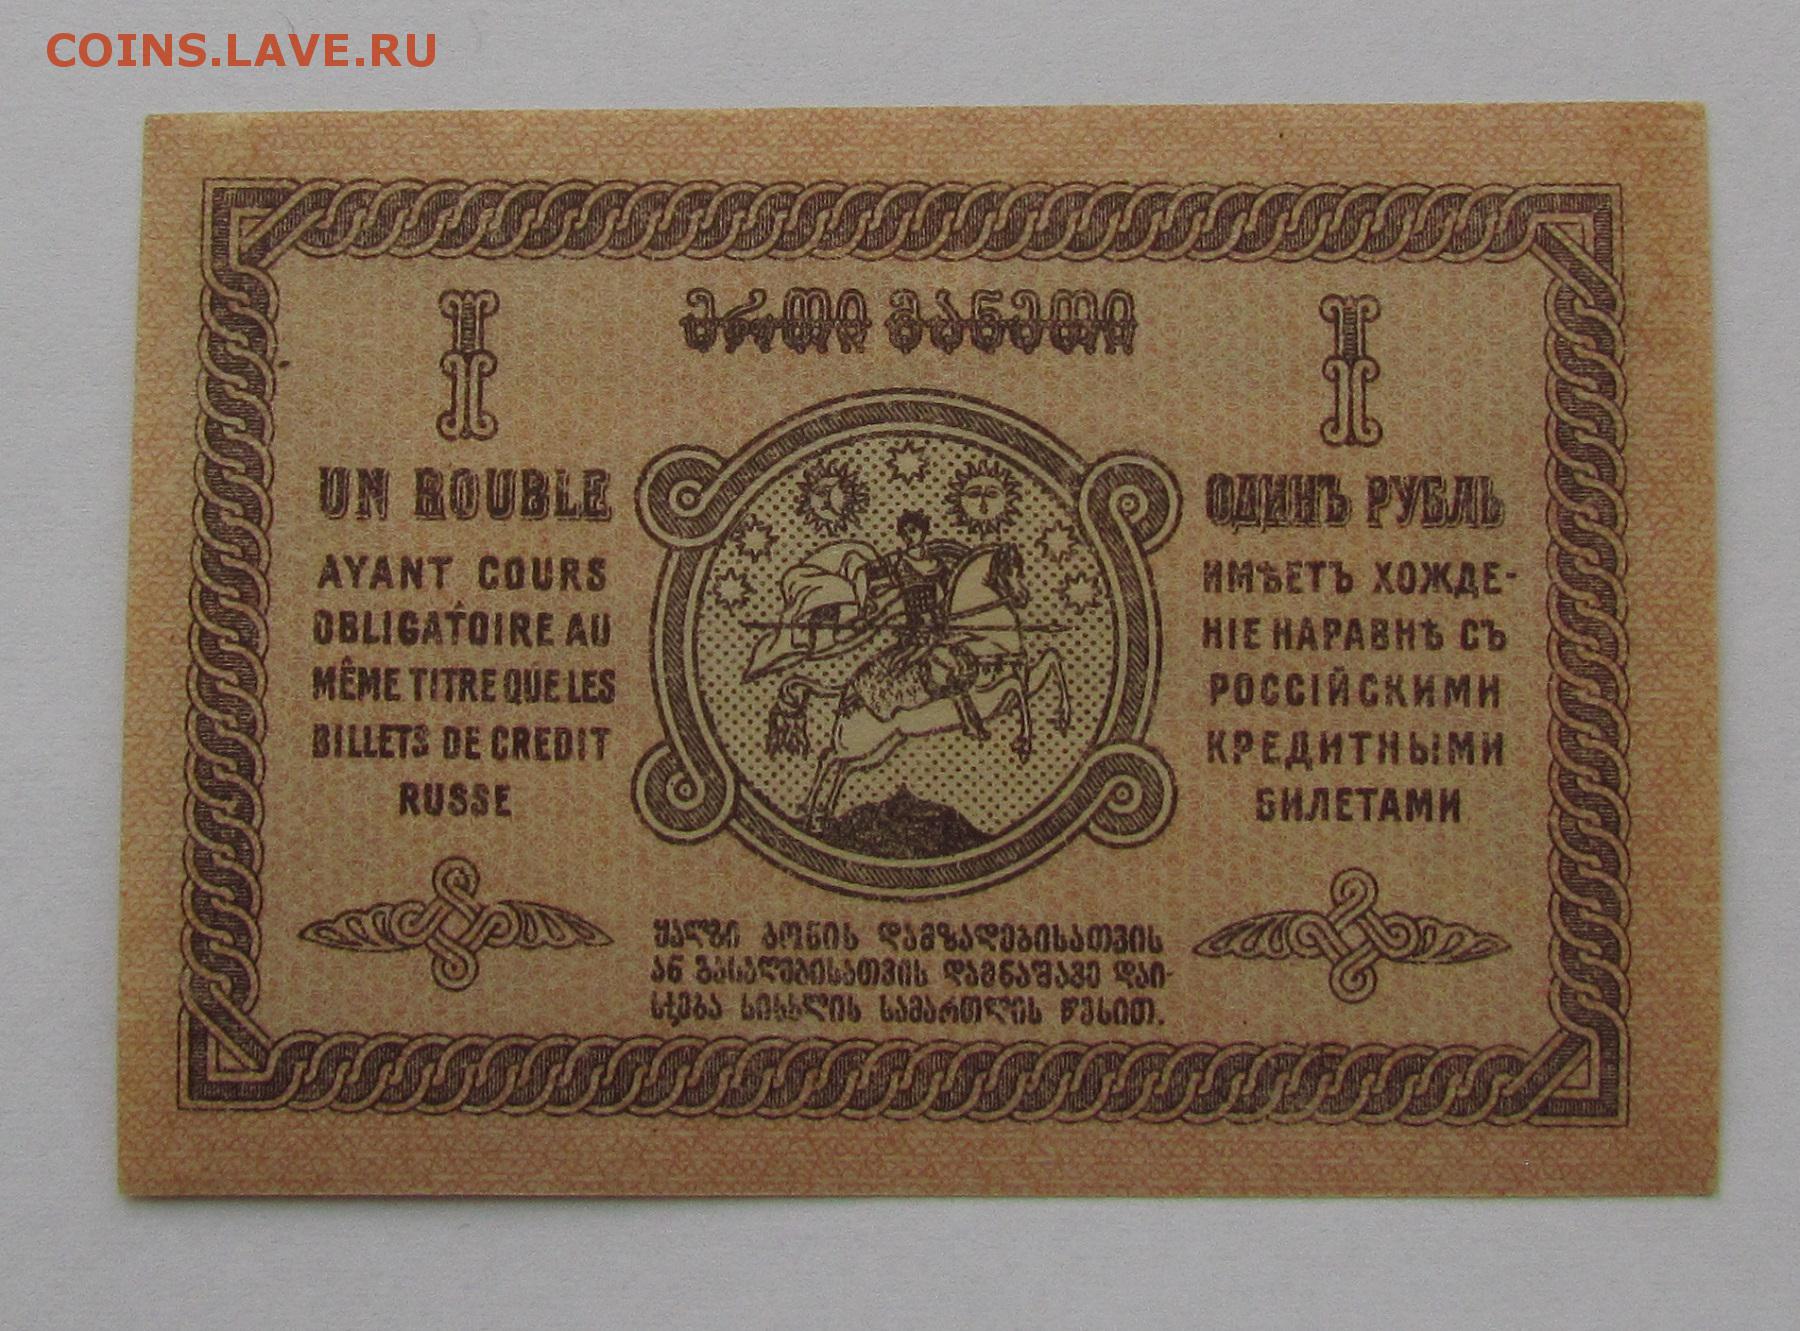 COINS.LAVE.RU
ერთი მანეთი
1
1
UN ROUBLE
AYANT COURS
OBLIGATOIRE AU
MÊME TITRE QUE LES
BILLETS DE CREDIT
RUSSE
ОДИНЪ РУБЛЬ
ИМѢЕТЪ ХОЖДЕ-
НІЕ НАРАВНѢ СЪ
РОССІЙСКИМИ
КРЕДИТНЫМИ
БИЛЕТАМИ
ყალბი ბონის დამზადებისათვის
ან გასაღებისათვის დამნაშავე დაი-
სჯება სისხლის სამართლის წესით.